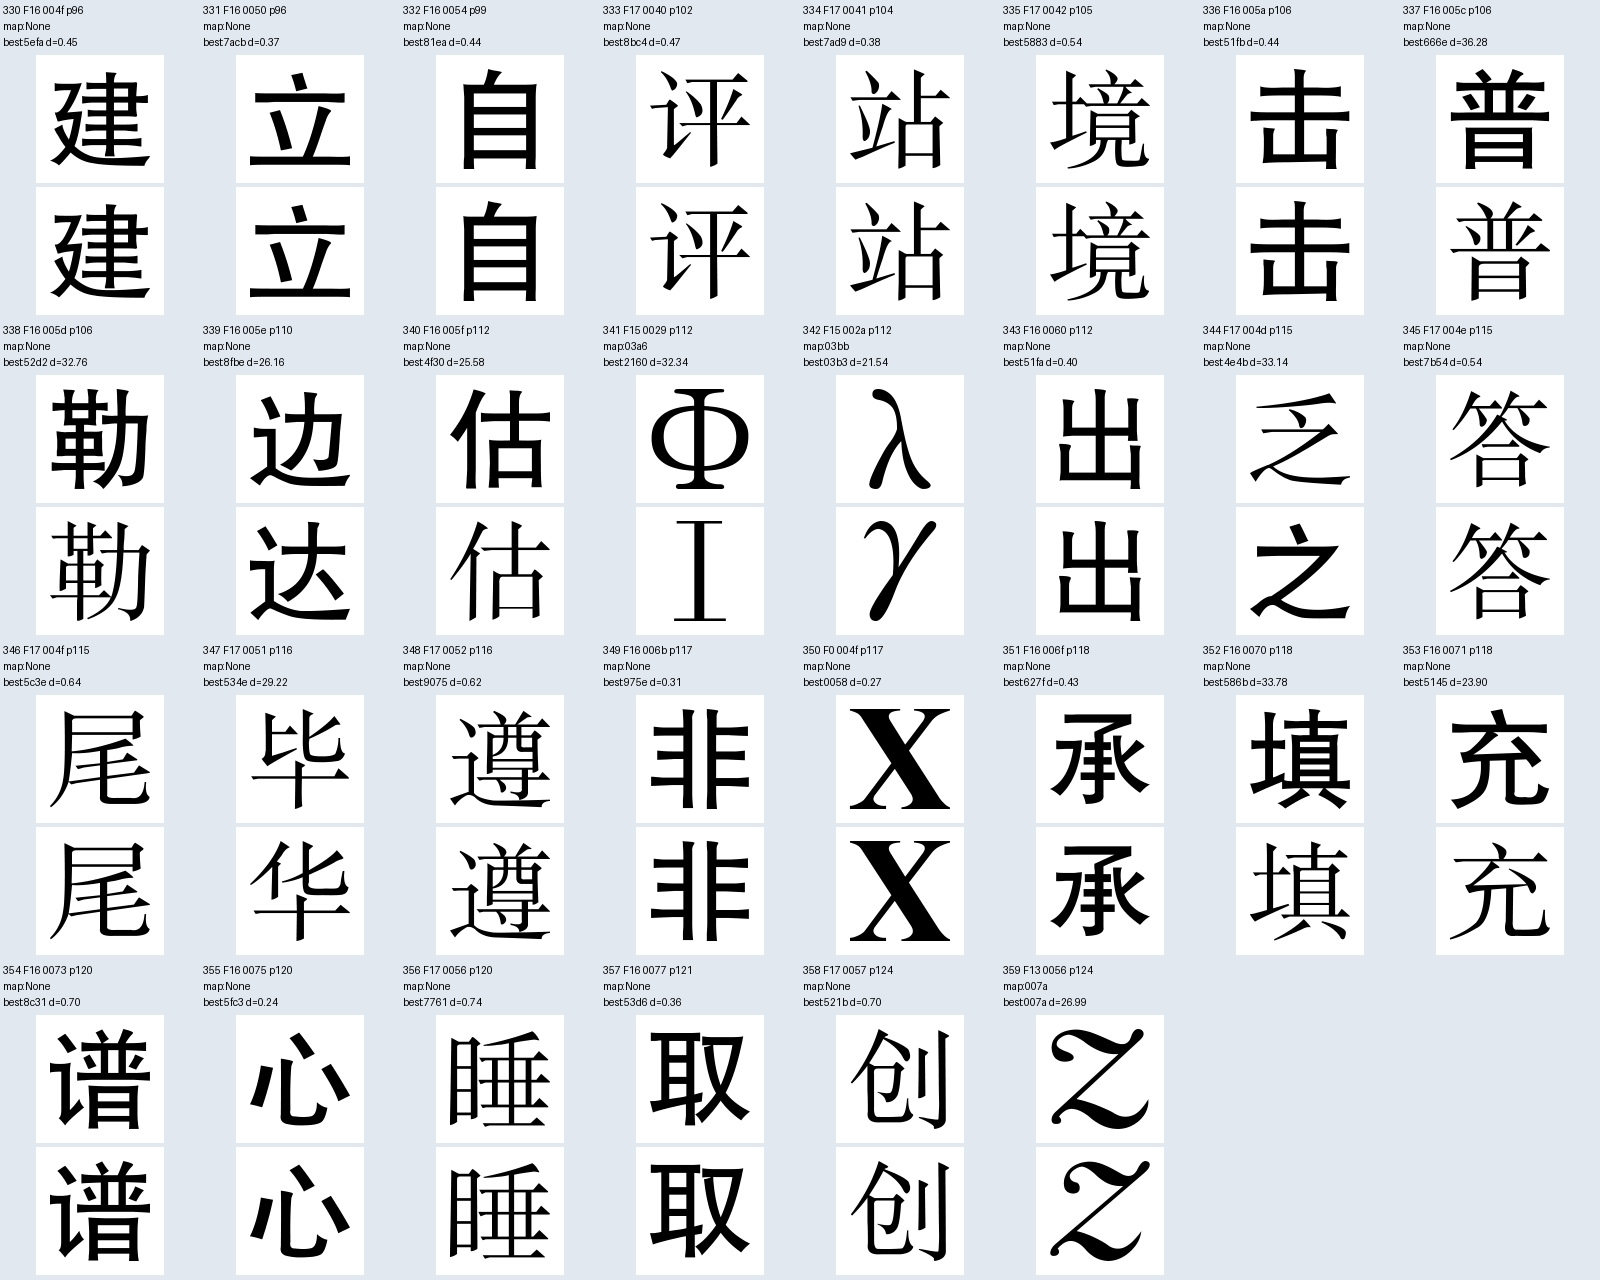 330 F16 004f p96 331 F16 0050 p96 332 F16 0054 p99 333 F17 0040 p102 334 F17 0041 p104 335 F17 0042 p105 336 F16 005a p106 337 F16 005c p106
map:None map:None map:None map:None map:None map:None map:None map:None
best5efa d=0.45 best7acb d=0.37 best81ea d=0.44 best8bc4 d=0.47 best7ad9 d=0.38 best5883 d=0.54 best51fb d=0.44 best666e d=36.28
建 立 自 评 站 境 击 普
建 立 自 评 站 境 击 普
338 F16 005d p106 339 F16 005e p110 340 F16 005f p112 341 F15 0029 p112 342 F15 002a p112 343 F16 0060 p112 344 F17 004d p115 345 F17 004e p115
map:None map:None map:None map:03a6 map:03bb map:None map:None map:None
best52d2 d=32.76 best8fbe d=26.16 best4f30 d=25.58 best2160 d=32.34 best03b3 d=21.54 best51fa d=0.40 best4e4b d=33.14 best7b54 d=0.54
勒 边 估 Φ λ 出 乏 答
勒 达 估 I γ 出 之 答
346 F17 004f p115 347 F17 0051 p116 348 F17 0052 p116 349 F16 006b p117 350 F0 004f p117 351 F16 006f p118 352 F16 0070 p118 353 F16 0071 p118
map:None map:None map:None map:None map:None map:None map:None map:None
best5c3e d=0.64 best534e d=29.22 best9075 d=0.62 best975e d=0.31 best0058 d=0.27 best627f d=0.43 best586b d=33.78 best5145 d=23.90
尾 毕 遵 非 X 承 填 充
尾 华 遵 非 X 承 填 充
354 F16 0073 p120 355 F16 0075 p120 356 F17 0056 p120 357 F16 0077 p121 358 F17 0057 p124 359 F13 0056 p124
map:None map:None map:None map:None map:None map:007a
best8c31 d=0.70 best5fc3 d=0.24 best7761 d=0.74 best53d6 d=0.36 best521b d=0.70 best007a d=26.99
谱 心 睡 取 创 z
谱 心 睡 取 创 z